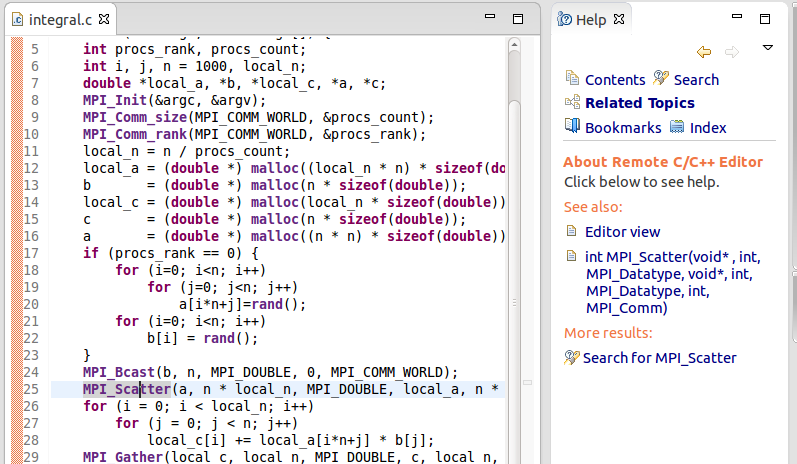 integral.c
5 int procs_rank, procs_count;
6 int i, j, n = 1000, local_n;
7 double *local_a, *b, *local_c, *a, *c;
8 MPI_Init(&argc, &argv);
9 MPI_Comm_size(MPI_COMM_WORLD, &procs_count);
10 MPI_Comm_rank(MPI_COMM_WORLD, &procs_rank);
11 local_n = n / procs_count;
12 local_a = (double *) malloc((local_n * n) * sizeof(do
13 b       = (double *) malloc(n * sizeof(double));
14 local_c = (double *) malloc(local_n * sizeof(double))
15 c       = (double *) malloc(n * sizeof(double));
16 a       = (double *) malloc((n * n) * sizeof(double))
17 if (procs_rank == 0) {
18     for (i=0; i<n; i++)
19         for (j=0; j<n; j++)
20             a[i*n+j]=rand();
21     for (i=0; i<n; i++)
22         b[i] = rand();
23 }
24 MPI_Bcast(b, n, MPI_DOUBLE, 0, MPI_COMM_WORLD);
25 MPI_Scatter(a, n * local_n, MPI_DOUBLE, local_a, n *
26 for (i = 0; i < local_n; i++)
27     for (j = 0; j < n; j++)
28         local_c[i] += local_a[i*n+j] * b[j];
29 MPI_Gather(local_c, local_n, MPI_DOUBLE, c, local_n,
Help
Contents Search
Related Topics
Bookmarks Index
About Remote C/C++ Editor
Click below to see help.
See also:
Editor view
int MPI_Scatter(void* , int,
MPI_Datatype, void*, int,
MPI_Datatype, int,
MPI_Comm)
More results:
Search for MPI_Scatter